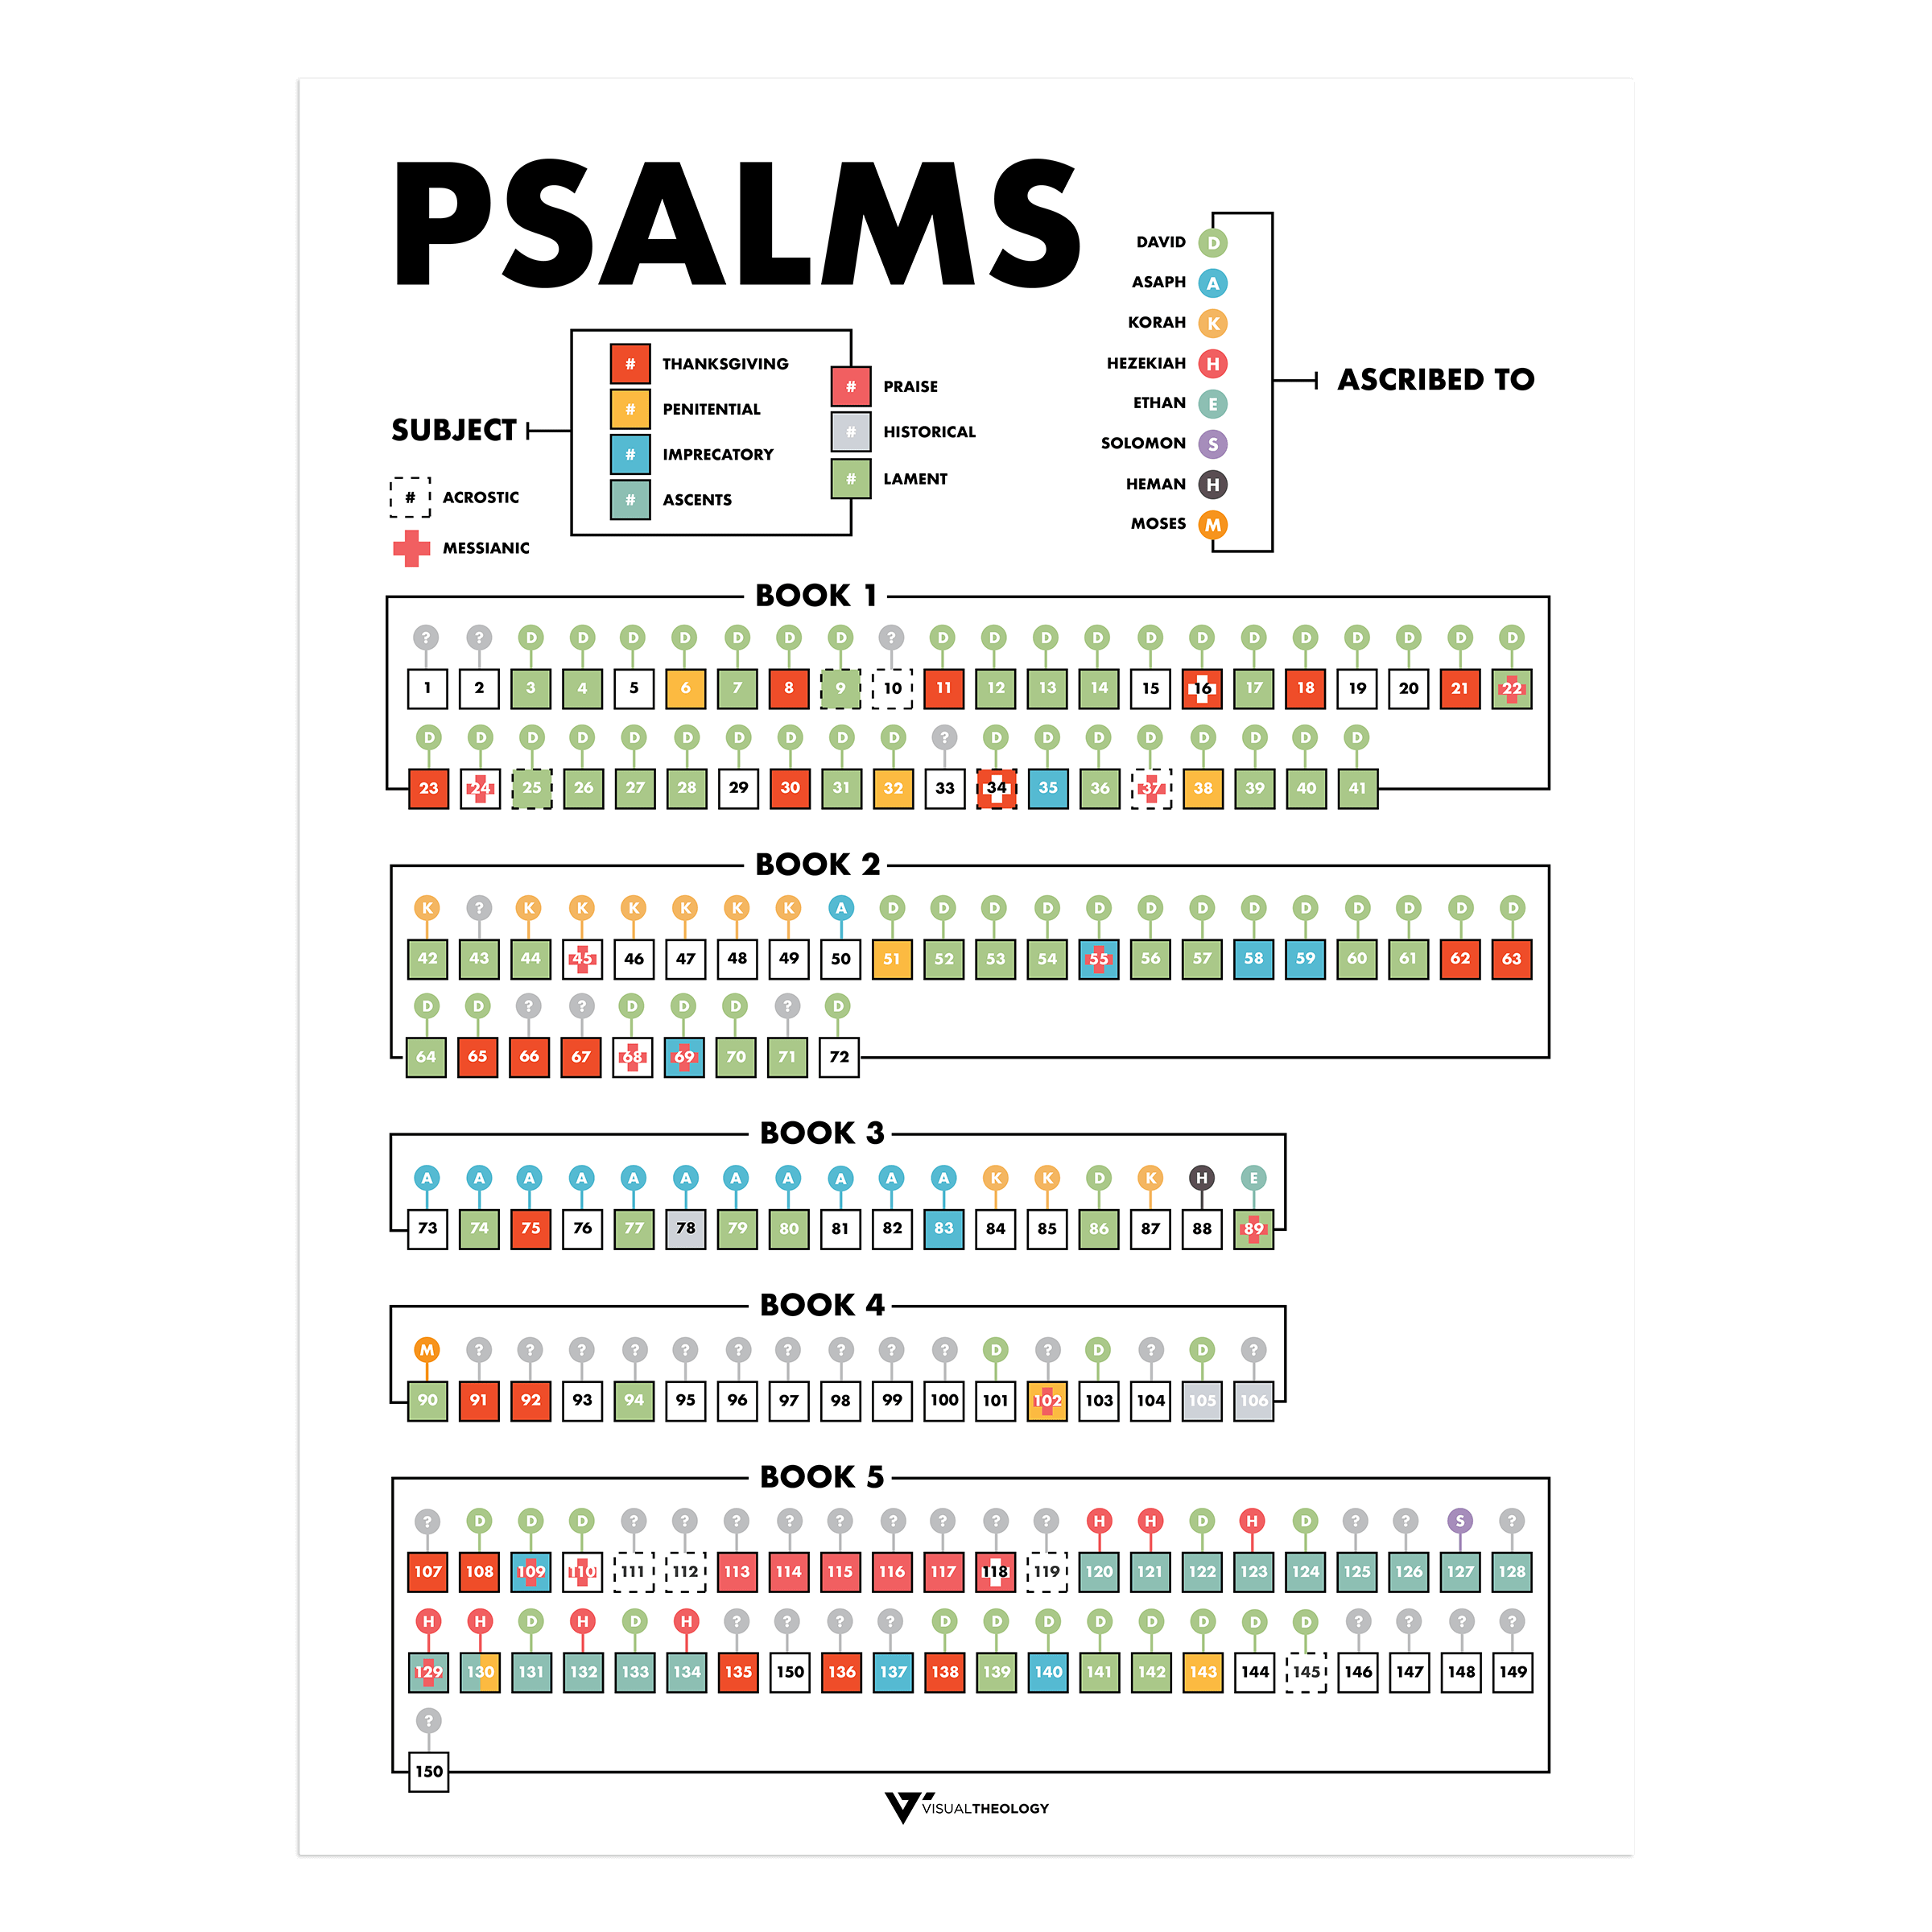 PSALMS
DAVID D
ASAPH A
KORAH K
HEZEKIAH H
ETHAN E
SOLOMON S
HEMAN H
MOSES M
ASCRIBED TO
SUBJECT
# THANKSGIVING
# PENITENTIAL
# IMPRECATORY
# ASCENTS
# PRAISE
# HISTORICAL
# LAMENT
# ACROSTIC
MESSIANIC
BOOK 1
? ? D D D D D D D ? D D D D D D D D D D D D
1 2 3 4 5 6 7 8 9 10 11 12 13 14 15 16 17 18 19 20 21 22
D D D D D D D D D D ? D D D D D D D D
23 24 25 26 27 28 29 30 31 32 33 34 35 36 37 38 39 40 41
BOOK 2
K ? K K K K K K A D D D D D D D D D D D D D
42 43 44 45 46 47 48 49 50 51 52 53 54 55 56 57 58 59 60 61 62 63
D D ? ? D D D ? D
64 65 66 67 68 69 70 71 72
BOOK 3
A A A A A A A A A A A K K D K H E
73 74 75 76 77 78 79 80 81 82 83 84 85 86 87 88 89
BOOK 4
M ? ? ? ? ? ? ? ? ? ? D ? D ? D ?
90 91 92 93 94 95 96 97 98 99 100 101 102 103 104 105 106
BOOK 5
? D D D ? ? ? ? ? ? ? ? ? H H D H D ? ? S ?
107 108 109 110 111 112 113 114 115 116 117 118 119 120 121 122 123 124 125 126 127 128
H H D H D H ? ? ? ? D D D D D D D D ? ? ? ?
129 130 131 132 133 134 135 150 136 137 138 139 140 141 142 143 144 145 146 147 148 149
?
150
VISUALTHEOLOGY